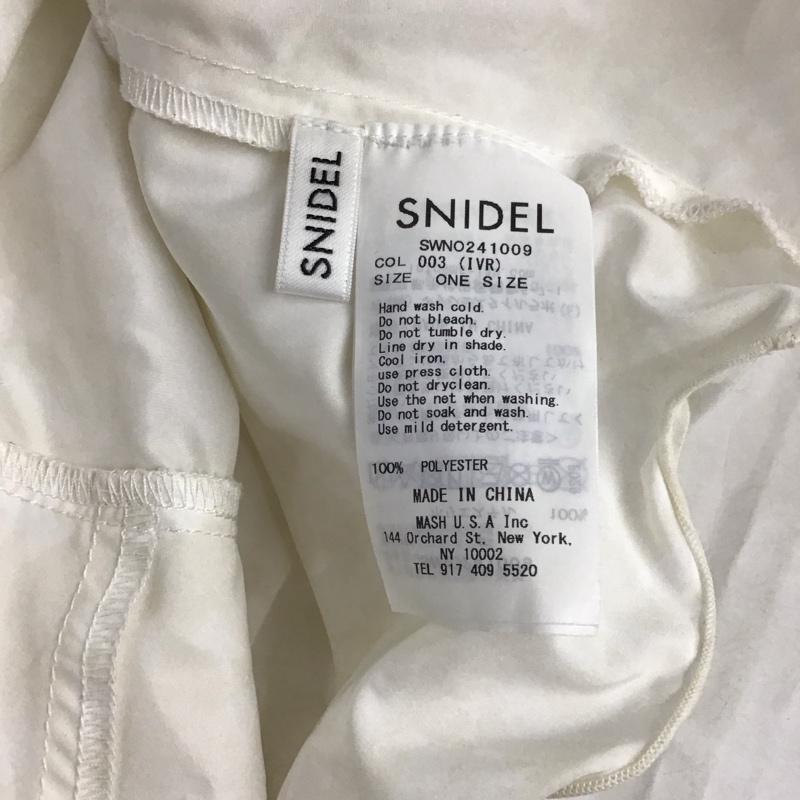 SNIDEL
SNIDEL
SWNO241009
COL 003 (IVR)
SIZE ONE SIZE
Hand wash cold.
Do not bleach.
Do not tumble dry.
Line dry in shade.
Cool iron.
use press cloth.
Do not dryclean.
Use the net when washing.
Do not soak and wash.
Use mild detergent.
100% POLYESTER
MADE IN CHINA
MASH U.S.A Inc
144 Orchard St, New York,
NY 10002
TEL 917 409 5520